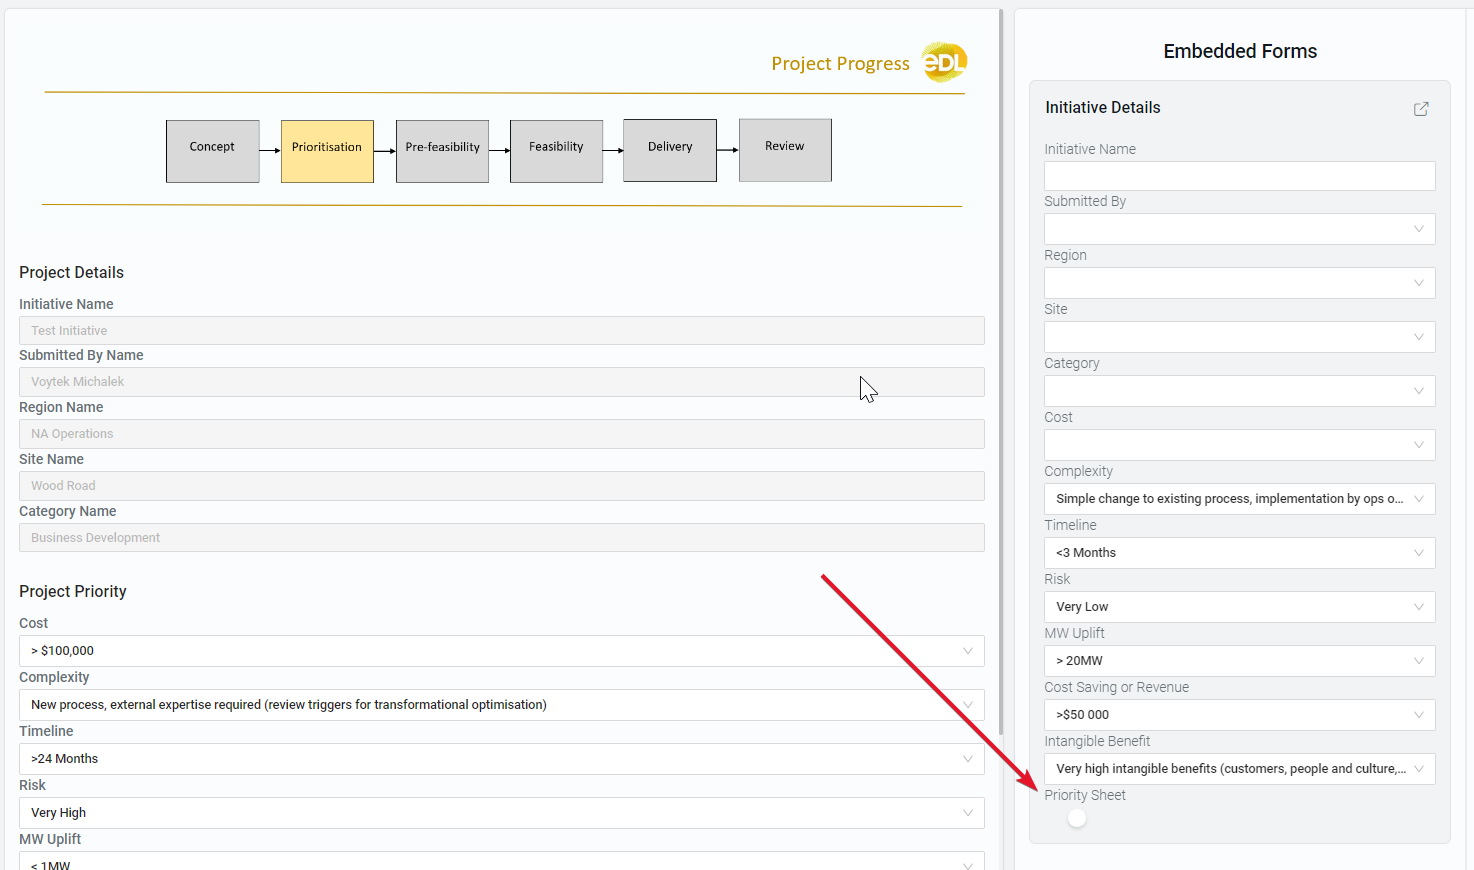 Project Progress
eDL
Concept
Prioritisation
Pre-feasibility
Feasibility
Delivery
Review
Project Details
Initiative Name
Test Initiative
Submitted By Name
Voytek Michalek
Region Name
NA Operations
Site Name
Wood Road
Category Name
Business Development
Project Priority
Cost
> $100,000
Complexity
New process, external expertise required (review triggers for transformational optimisation)
Timeline
>24 Months
Risk
Very High
MW Uplift
< 1MW
Embedded Forms
Initiative Details
Initiative Name
Submitted By
Region
Site
Category
Cost
Complexity
Simple change to existing process, implementation by ops o...
Timeline
<3 Months
Risk
Very Low
MW Uplift
> 20MW
Cost Saving or Revenue
>$50 000
Intangible Benefit
Very high intangible benefits (customers, people and culture,...
Priority Sheet